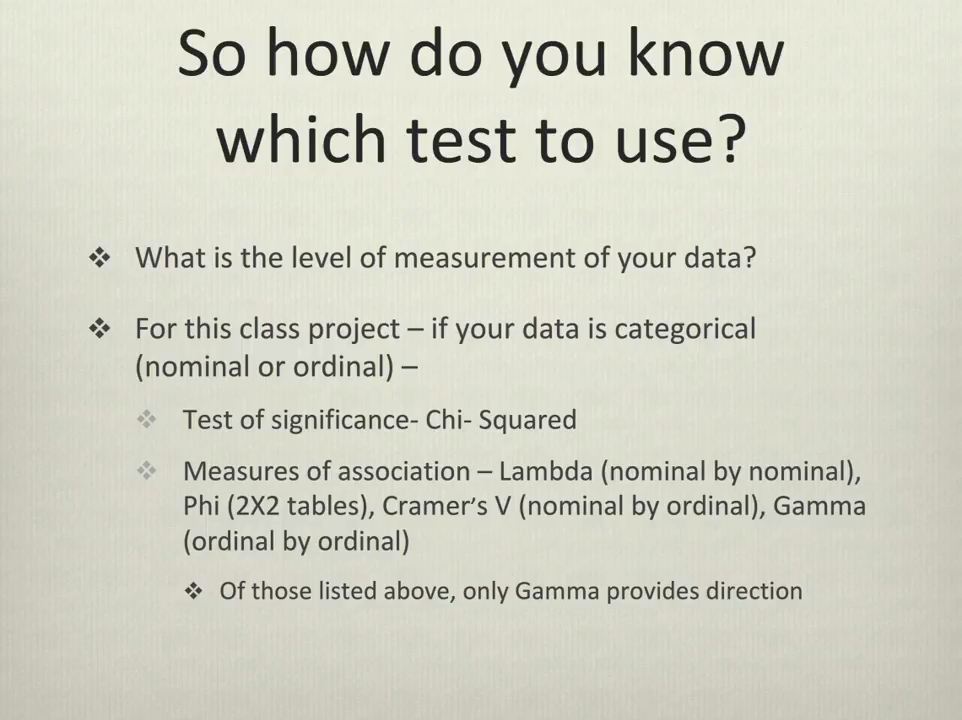 So how do you know
which test to use?
❖ What is the level of measurement of your data?
❖ For this class project – if your data is categorical
(nominal or ordinal) –
❖ Test of significance- Chi- Squared
❖ Measures of association – Lambda (nominal by nominal),
Phi (2X2 tables), Cramer’s V (nominal by ordinal), Gamma
(ordinal by ordinal)
❖ Of those listed above, only Gamma provides direction